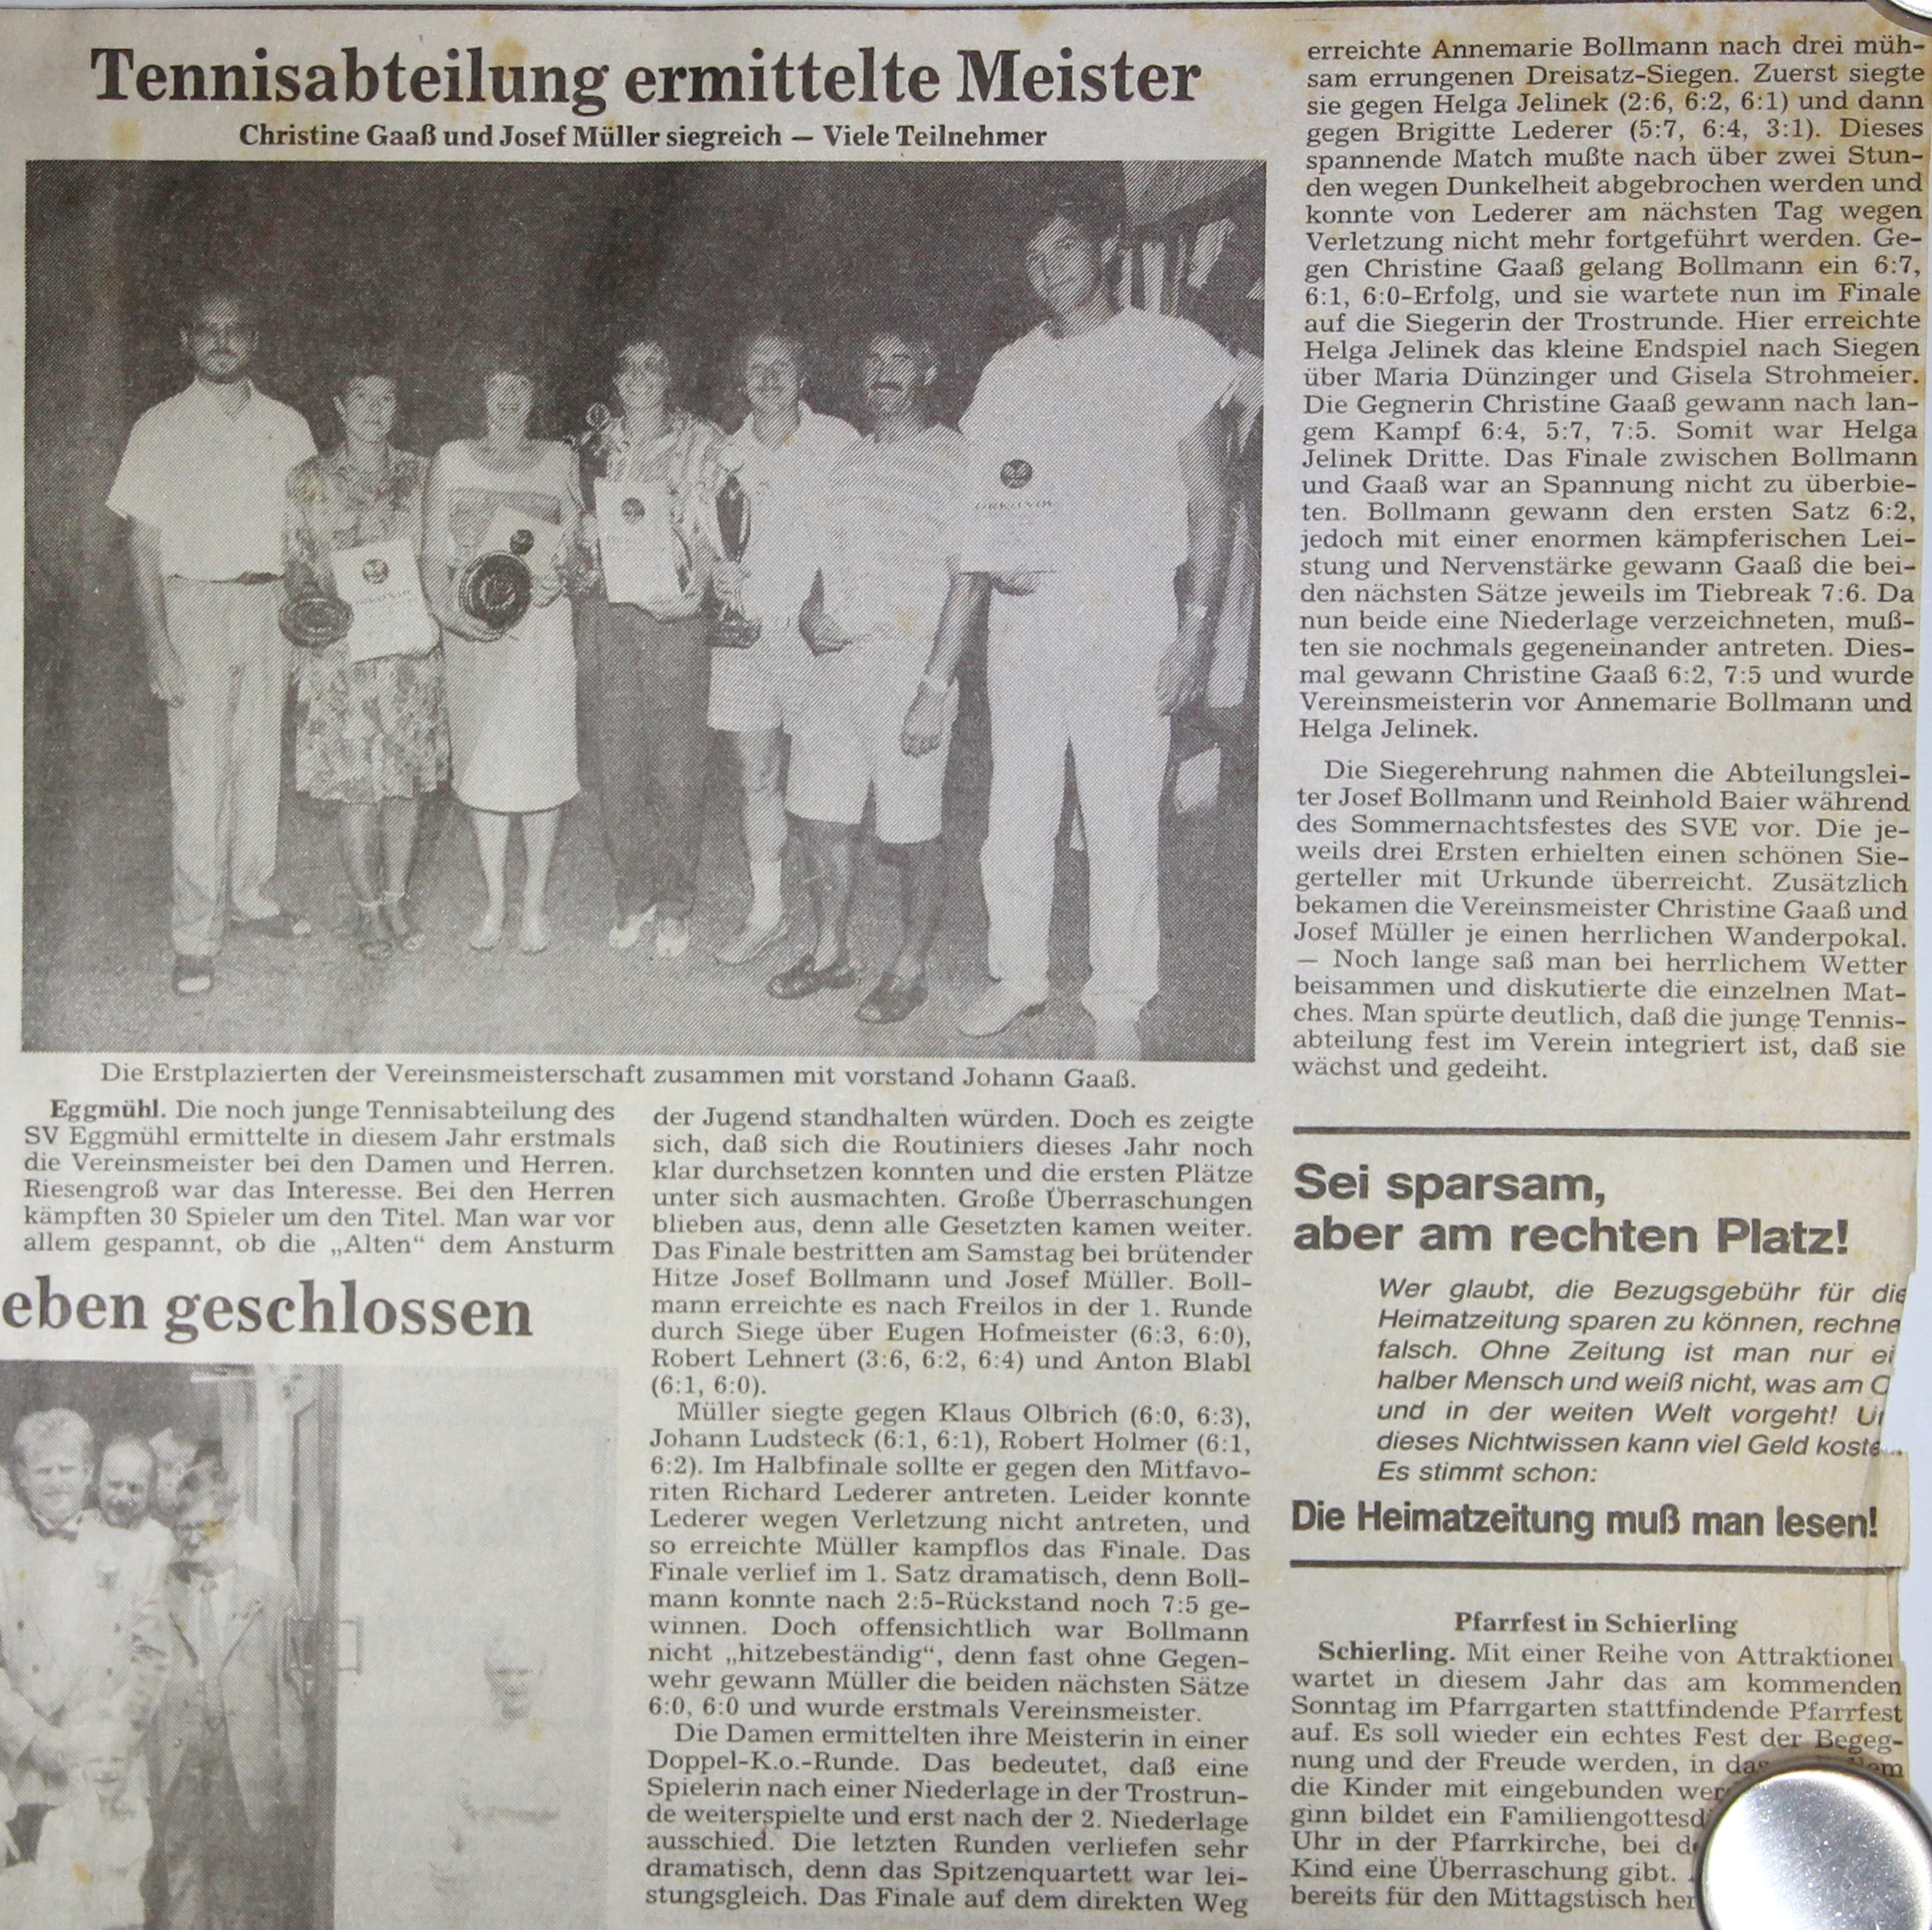 Tennisabteilung ermittelte Meister
Christine Gaaß und Josef Müller siegreich — Viele Teilnehmer
Die Erstplazierten der Vereinsmeisterschaft zusammen mit vorstand Johann Gaaß.
Eggmühl. Die noch junge Tennisabteilung des
SV Eggmühl ermittelte in diesem Jahr erstmals
die Vereinsmeister bei den Damen und Herren.
Riesengroß war das Interesse. Bei den Herren
kämpften 30 Spieler um den Titel. Man war vor
allem gespannt, ob die „Alten“ dem Ansturm
der Jugend standhalten würden. Doch es zeigte
sich, daß sich die Routiniers dieses Jahr noch
klar durchsetzen konnten und die ersten Plätze
unter sich ausmachten. Große Überraschungen
blieben aus, denn alle Gesetzten kamen weiter.
Das Finale bestritten am Samstag bei brütender
Hitze Josef Bollmann und Josef Müller. Boll-
mann erreichte es nach Freilos in der 1. Runde
durch Siege über Eugen Hofmeister (6:3, 6:0),
Robert Lehnert (3:6, 6:2, 6:4) und Anton Blabl
(6:1, 6:0).
Müller siegte gegen Klaus Olbrich (6:0, 6:3),
Johann Ludsteck (6:1, 6:1), Robert Holmer (6:1,
6:2). Im Halbfinale sollte er gegen den Mitfavo-
riten Richard Lederer antreten. Leider konnte
Lederer wegen Verletzung nicht antreten, und
so erreichte Müller kampflos das Finale. Das
Finale verlief im 1. Satz dramatisch, denn Boll-
mann konnte nach 2:5-Rückstand noch 7:5 ge-
winnen. Doch offensichtlich war Bollmann
nicht „hitzebeständig“, denn fast ohne Gegen-
wehr gewann Müller die beiden nächsten Sätze
6:0, 6:0 und wurde erstmals Vereinsmeister.
Die Damen ermittelten ihre Meisterin in einer
Doppel-K.o.-Runde. Das bedeutet, daß eine
Spielerin nach einer Niederlage in der Trostrun-
de weiterspielte und erst nach der 2. Niederlage
ausschied. Die letzten Runden verliefen sehr
dramatisch, denn das Spitzenquartett war lei-
stungsgleich. Das Finale auf dem direkten Weg
erreichte Annemarie Bollmann nach drei müh-
sam errungenen Dreisatz-Siegen. Zuerst siegte
sie gegen Helga Jelinek (2:6, 6:2, 6:1) und dann
gegen Brigitte Lederer (5:7, 6:4, 3:1). Dieses
spannende Match mußte nach über zwei Stun-
den wegen Dunkelheit abgebrochen werden und
konnte von Lederer am nächsten Tag wegen
Verletzung nicht mehr fortgeführt werden. Ge-
gen Christine Gaaß gelang Bollmann ein 6:7,
6:1, 6:0-Erfolg, und sie wartete nun im Finale
auf die Siegerin der Trostrunde. Hier erreichte
Helga Jelinek das kleine Endspiel nach Siegen
über Maria Dünzinger und Gisela Strohmeier.
Die Gegnerin Christine Gaaß gewann nach lan-
gem Kampf 6:4, 5:7, 7:5. Somit war Helga
Jelinek Dritte. Das Finale zwischen Bollmann
und Gaaß war an Spannung nicht zu überbie-
ten. Bollmann gewann den ersten Satz 6:2,
jedoch mit einer enormen kämpferischen Lei-
stung und Nervenstärke gewann Gaaß die bei-
den nächsten Sätze jeweils im Tiebreak 7:6. Da
nun beide eine Niederlage verzeichneten, muß-
ten sie nochmals gegeneinander antreten. Dies-
mal gewann Christine Gaaß 6:2, 7:5 und wurde
Vereinsmeisterin vor Annemarie Bollmann und
Helga Jelinek.
Die Siegerehrung nahmen die Abteilungslei-
ter Josef Bollmann und Reinhold Baier während
des Sommernachtsfestes des SVE vor. Die je-
weils drei Ersten erhielten einen schönen Sie-
gerteller mit Urkunde überreicht. Zusätzlich
bekamen die Vereinsmeister Christine Gaaß und
Josef Müller je einen herrlichen Wanderpokal.
— Noch lange saß man bei herrlichem Wetter
beisammen und diskutierte die einzelnen Mat-
ches. Man spürte deutlich, daß die junge Tennis-
abteilung fest im Verein integriert ist, daß sie
wächst und gedeiht.
eben geschlossen
Sei sparsam,
aber am rechten Platz!
Wer glaubt, die Bezugsgebühr für die
Heimatzeitung sparen zu können, rechne
falsch. Ohne Zeitung ist man nur ei
halber Mensch und weiß nicht, was am
und in der weiten Welt vorgeht! Un
dieses Nichtwissen kann viel Geld koste
Es stimmt schon:
Die Heimatzeitung muß man lesen!
Pfarrfest in Schierling
Schierling. Mit einer Reihe von Attraktionen
wartet in diesem Jahr das am kommenden
Sonntag im Pfarrgarten stattfindende Pfarrfest
auf. Es soll wieder ein echtes Fest der Begeg-
nung und der Freude werden, in das
die Kinder mit eingebunden wer
ginn bildet ein Familiengottesd
Uhr in der Pfarrkirche, bei de
Kind eine Überraschung gibt.
bereits für den Mittagstisch her